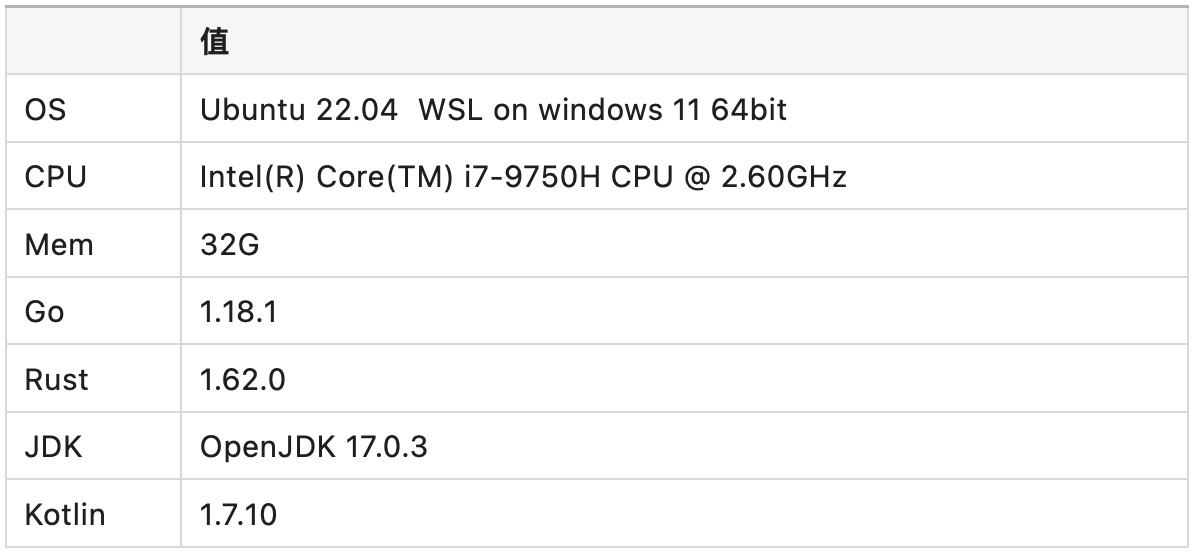 值
OS Ubuntu 22.04  WSL on windows 11 64bit
CPU Intel(R) Core(TM) i7-9750H CPU @ 2.60GHz
Mem 32G
Go 1.18.1
Rust 1.62.0
JDK OpenJDK 17.0.3
Kotlin 1.7.10